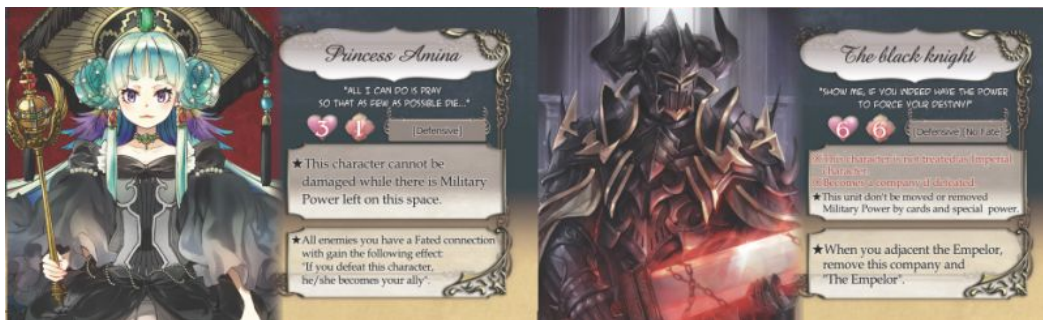 Princess Amina
"ALL I CAN DO IS PRAY
SO THAT AS FEW AS POSSIBLE DIE..."
3 1 [Defensive]
★This character cannot be
damaged while there is Military
Power left on this space.
★All enemies you have a Fated connection
with gain the following effect:
"If you defeat this character,
he/she becomes your ally".
The black knight
"SHOW ME, IF YOU INDEED HAVE THE POWER
TO FORCE YOUR DESTINY!"
6 6 [Defensive][No Fate]
※This character is not treated as Imperial
character.
※Becomes a company if defeated.
★This unit don't be moved or removed
Military Power by cards and special power.
★When you adjacent the Empelor,
remove this company and
"The Empelor".